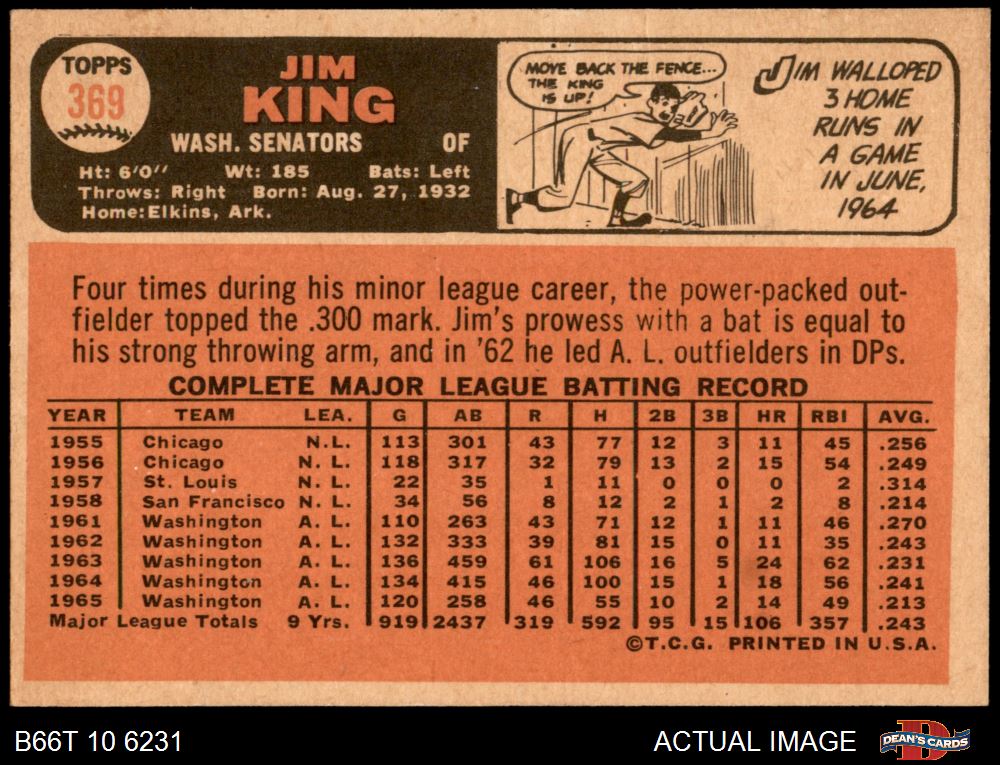 TOPPS
369
JIM
KING
WASH. SENATORS OF
Ht: 6'0" Wt: 185 Bats: Left
Throws: Right Born: Aug. 27, 1932
Home: Elkins, Ark.
MOVE BACK THE FENCE...
THE KING
IS UP!
JIM WALLOPED
3 HOME
RUNS IN
A GAME
IN JUNE,
1964
Four times during his minor league career, the power-packed out-
fielder topped the .300 mark. Jim's prowess with a bat is equal to
his strong throwing arm, and in '62 he led A. L. outfielders in DPs.
COMPLETE MAJOR LEAGUE BATTING RECORD
YEAR TEAM LEA. G AB R H 2B 3B HR RBI AVG.
1955 Chicago N.L. 113 301 43 77 12 3 11 45 .256
1956 Chicago N. L. 118 317 32 79 13 2 15 54 .249
1957 St. Louis N. L. 22 35 1 11 0 0 0 2 .314
1958 San Francisco N. L. 34 56 8 12 2 1 2 8 .214
1961 Washington A. L. 110 263 43 71 12 1 11 46 .270
1962 Washington A. L. 132 333 39 81 15 0 11 35 .243
1963 Washington A. L. 136 459 61 106 16 5 24 62 .231
1964 Washington A. L. 134 415 46 100 15 1 18 56 .241
1965 Washington A. L. 120 258 46 55 10 2 14 49 .213
Major League Totals 9 Yrs. 919 2437 319 592 95 15 106 357 .243
©T.C.G. PRINTED IN U.S.A.
B66T 10 6231
ACTUAL IMAGE
DEAN'S CARDS